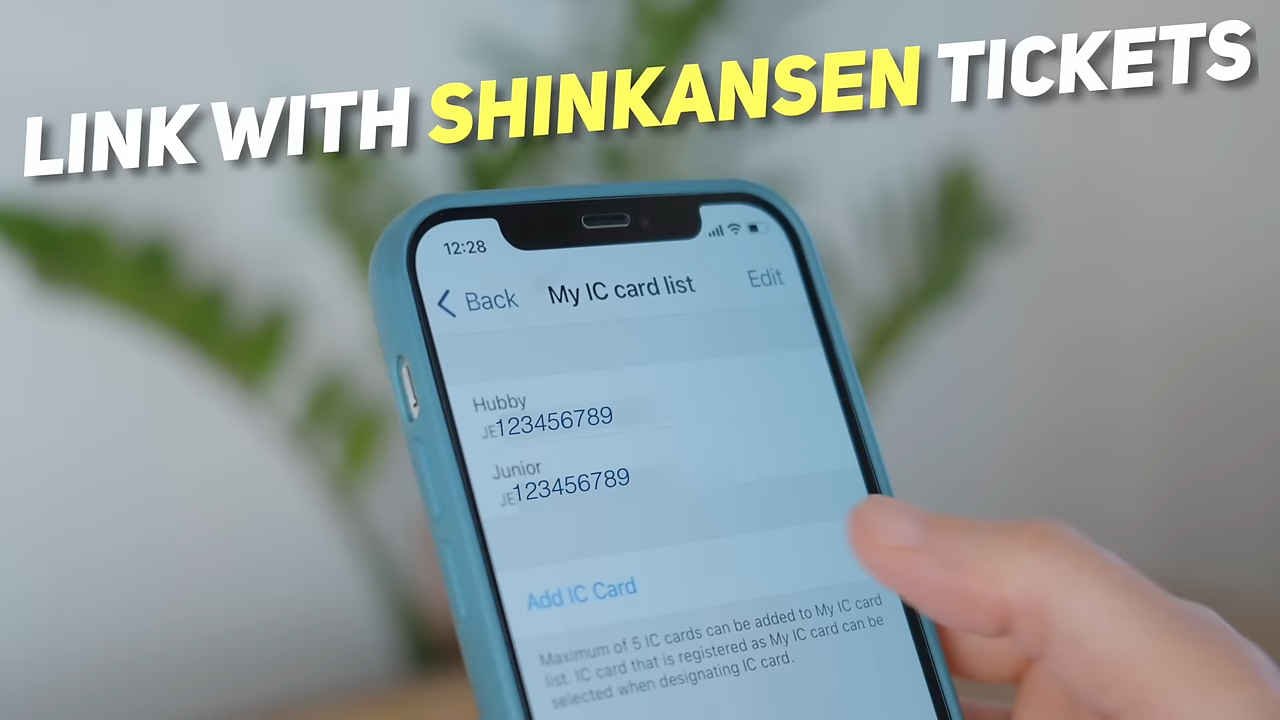 LINK WITH SHINKANSEN TICKETS
12:28
Back My IC card list Edit
Hubby
JE123456789
Junior
JE123456789
Add IC Card
Maximum of 5 IC cards can be added to My IC card
list. IC card that is registered as My IC card can be
selected when designating IC card.